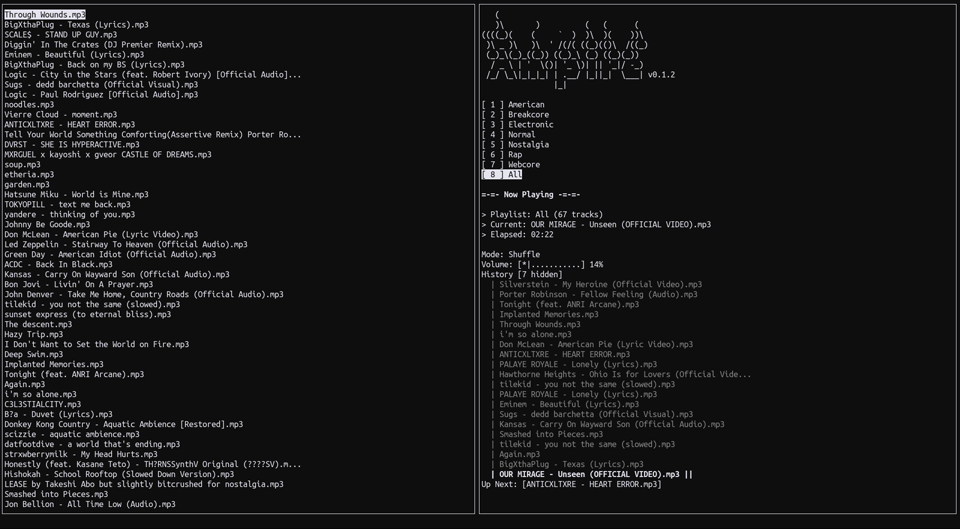 Through Wounds.mp3
BigXthaPlug - Texas (Lyrics).mp3
SCALE$ - STAND UP GUY.mp3
Diggin' In The Crates (DJ Premier Remix).mp3
Eminem - Beautiful (Lyrics).mp3
BigXthaPlug - Back on my BS (Lyrics).mp3
Logic - City in the Stars (feat. Robert Ivory) [Official Audio]...
Sugs - dedd barchetta (Official Visual).mp3
Logic - Paul Rodriguez [Official Audio].mp3
noodles.mp3
Vierre Cloud - moment.mp3
ANTICXLTXRE - HEART ERROR.mp3
Tell Your World Something Comforting(Assertive Remix) Porter Ro...
DVRST - SHE IS HYPERACTIVE.mp3
MXRGUEL x kayoshi x gveor CASTLE OF DREAMS.mp3
soup.mp3
etheria.mp3
garden.mp3
Hatsune Miku - World is Mine.mp3
TOKYOPILL - text me back.mp3
yandere - thinking of you.mp3
Johnny Be Goode.mp3
Don McLean - American Pie (Lyric Video).mp3
Led Zeppelin - Stairway To Heaven (Official Audio).mp3
Green Day - American Idiot (Official Audio).mp3
ACDC - Back In Black.mp3
Kansas - Carry On Wayward Son (Official Audio).mp3
Bon Jovi - Livin' On A Prayer.mp3
John Denver - Take Me Home, Country Roads (Official Audio).mp3
tilekid - you not the same (slowed).mp3
sunset express (to eternal bliss).mp3
The descent.mp3
Hazy Trip.mp3
I Don't Want to Set the World on Fire.mp3
Deep Swim.mp3
Implanted Memories.mp3
Tonight (feat. ANRI Arcane).mp3
Again.mp3
i'm so alone.mp3
C3L3STIALCITY.mp3
B?a - Duvet (Lyrics).mp3
Donkey Kong Country - Aquatic Ambience [Restored].mp3
scizzie - aquatic ambience.mp3
datfootdive - a world that's ending.mp3
strxwberrymilk - My Head Hurts.mp3
Honestly (feat. Kasane Teto) - TH?RNSSynthV Original (????SV).m...
Hishokah - School Rooftop (Slowed Down Version).mp3
LEASE by Takeshi Abo but slightly bitcrushed for nostalgia.mp3
Smashed into Pieces.mp3
Jon Bellion - All Time Low (Audio).mp3
v0.1.2
[ 1 ] American
[ 2 ] Breakcore
[ 3 ] Electronic
[ 4 ] Normal
[ 5 ] Nostalgia
[ 6 ] Rap
[ 7 ] Webcore
[ 8 ] All
=-=- Now Playing -=-=-
> Playlist: All (67 tracks)
> Current: OUR MIRAGE - Unseen (OFFICIAL VIDEO).mp3
> Elapsed: 02:22
Mode: Shuffle
Volume: [*|...........] 14%
History [7 hidden]
| Silverstein - My Heroine (Official Video).mp3
| Porter Robinson - Fellow Feeling (Audio).mp3
| Tonight (feat. ANRI Arcane).mp3
| Implanted Memories.mp3
| Through Wounds.mp3
| i'm so alone.mp3
| Don McLean - American Pie (Lyric Video).mp3
| ANTICXLTXRE - HEART ERROR.mp3
| PALAYE ROYALE - Lonely (Lyrics).mp3
| Hawthorne Heights - Ohio Is for Lovers (Official Vide...
| tilekid - you not the same (slowed).mp3
| PALAYE ROYALE - Lonely (Lyrics).mp3
| Eminem - Beautiful (Lyrics).mp3
| Sugs - dedd barchetta (Official Visual).mp3
| Kansas - Carry On Wayward Son (Official Audio).mp3
| Smashed into Pieces.mp3
| tilekid - you not the same (slowed).mp3
| Again.mp3
| BigXthaPlug - Texas (Lyrics).mp3
| OUR MIRAGE - Unseen (OFFICIAL VIDEO).mp3 ||
Up Next: [ANTICXLTXRE - HEART ERROR.mp3]